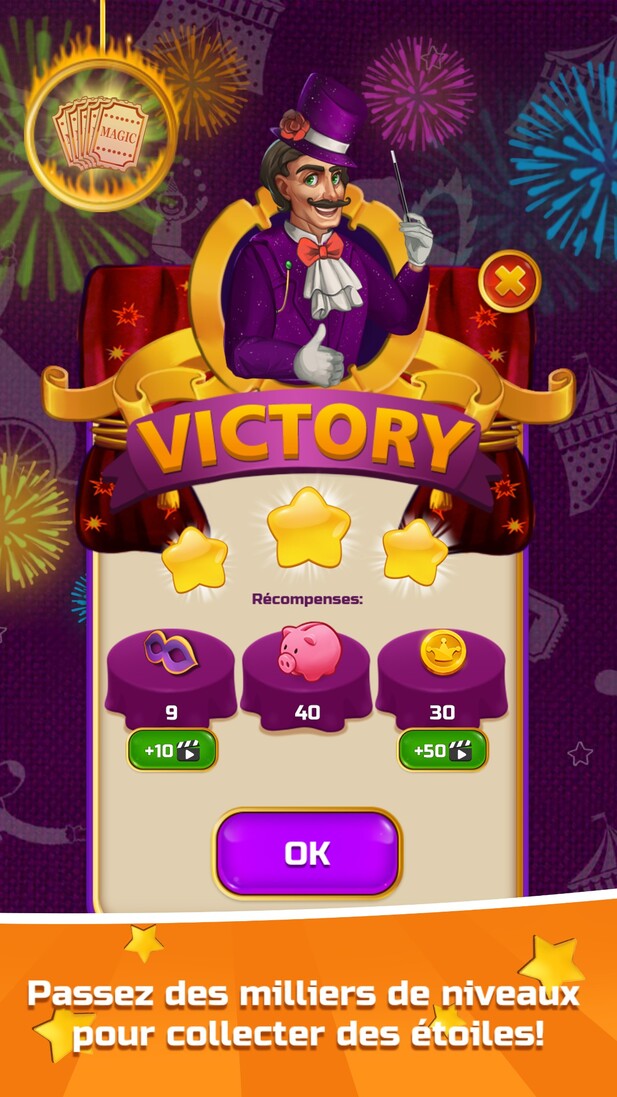 MAGIC
VICTORY
Récompenses:
9
40
30
+10
+50
OK
Passez des milliers de niveaux
pour collecter des étoiles!